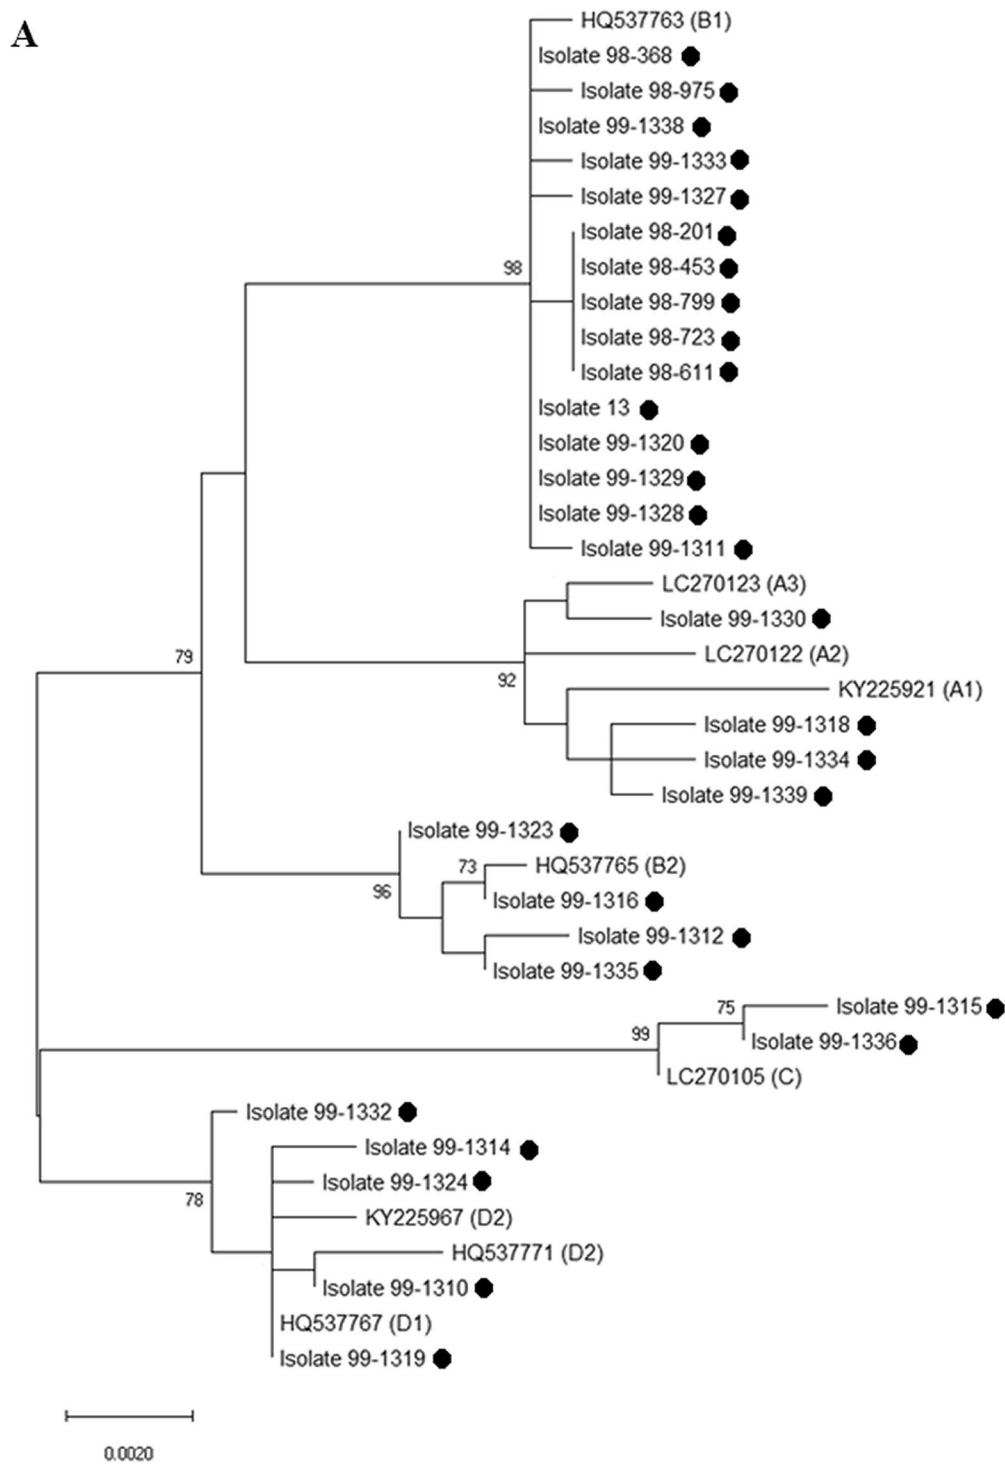 A
HQ537763 (B1)
Isolate 98-368
Isolate 98-975
Isolate 99-1338
Isolate 99-1333
Isolate 99-1327
Isolate 98-201
Isolate 98-453
98
Isolate 98-799
Isolate 98-723
Isolate 98-611
Isolate 13
Isolate 99-1320
Isolate 99-1329
Isolate 99-1328
Isolate 99-1311
LC270123 (A3)
Isolate 99-1330
79
LC270122 (A2)
92
KY225921 (A1)
Isolate 99-1318
Isolate 99-1334
Isolate 99-1339
Isolate 99-1323
73
HQ537765 (B2)
96
Isolate 99-1316
Isolate 99-1312
Isolate 99-1335
75
Isolate 99-1315
99
Isolate 99-1336
LC270105 (C)
Isolate 99-1332
Isolate 99-1314
Isolate 99-1324
78
KY225967 (D2)
HQ537771 (D2)
Isolate 99-1310
HQ537767 (D1)
Isolate 99-1319
0.0020